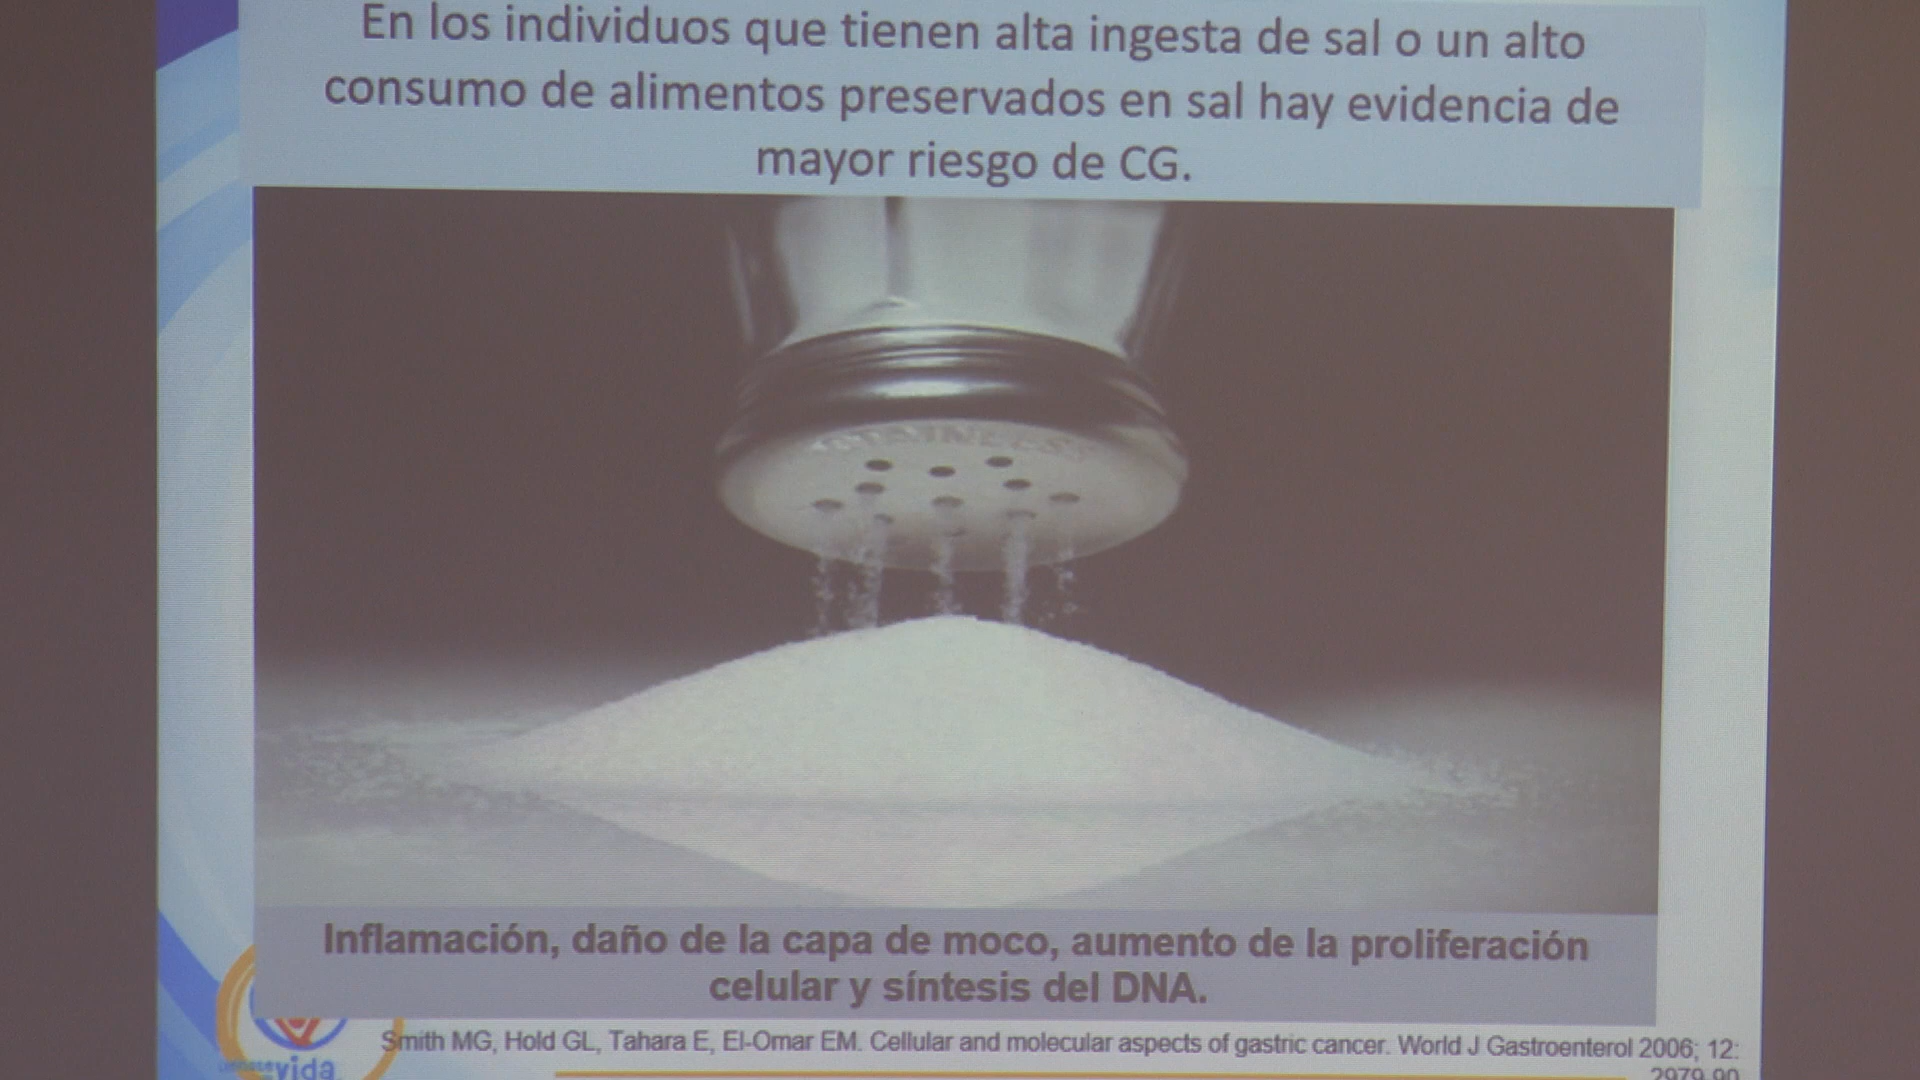 En los individuos que tienen alta ingesta de sal o un alto
consumo de alimentos preservados en sal hay evidencia de
mayor riesgo de CG.
STAINLESS
Inflamación, daño de la capa de moco, aumento de la proliferación
celular y síntesis del DNA.
Smith MG, Hold GL, Tahara E, El-Omar EM. Cellular and molecular aspects of gastric cancer. World J Gastroenterol 2006; 12:
2979-90
vida